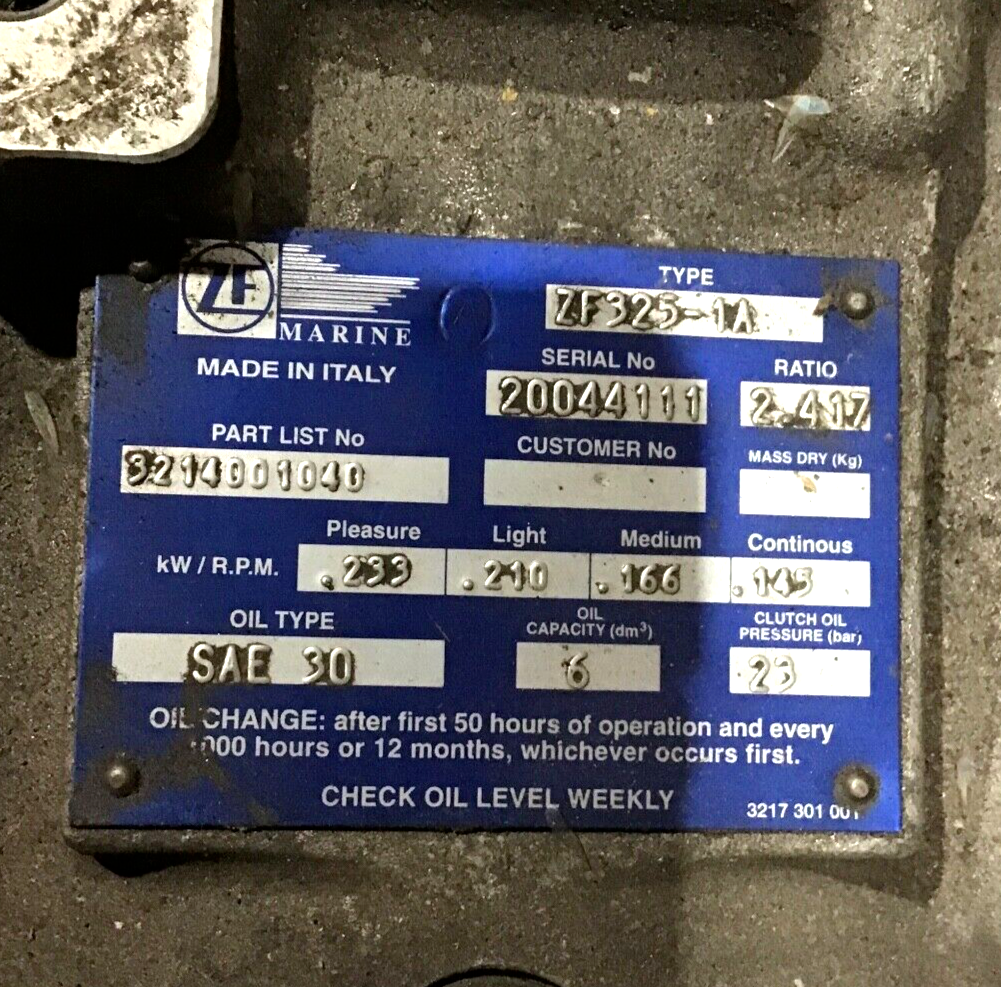 ZF
MARINE
MADE IN ITALY
TYPE
ZF325-1A
SERIAL No
20044111
RATIO
2.417
PART LIST No
3214001040
CUSTOMER No
MASS DRY (Kg)
kW / R.P.M.
Pleasure Light Medium Continous
.233 .210 .166 .145
OIL TYPE
SAE 30
OIL
CAPACITY (dm³)
6
CLUTCH OIL
PRESSURE (bar)
23
OIL CHANGE: after first 50 hours of operation and every
1000 hours or 12 months, whichever occurs first.
CHECK OIL LEVEL WEEKLY
3217 301 001